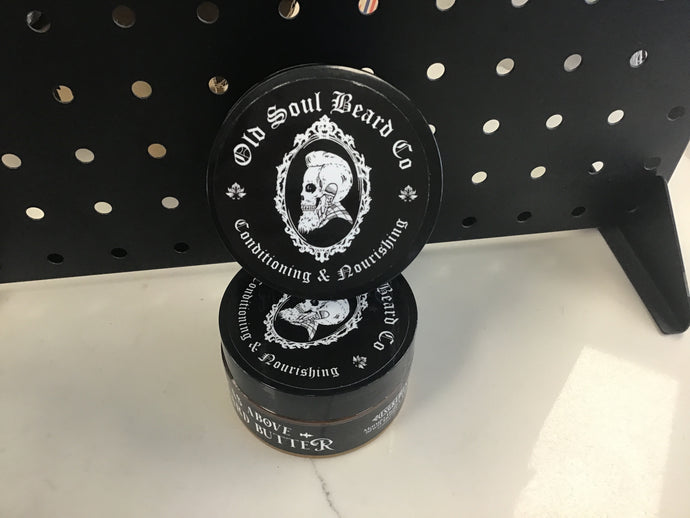 Old Soul Beard Co
Conditioning & Nourishing
Beard Co
Conditioning & Nourishing
ABOVE
BUTTER